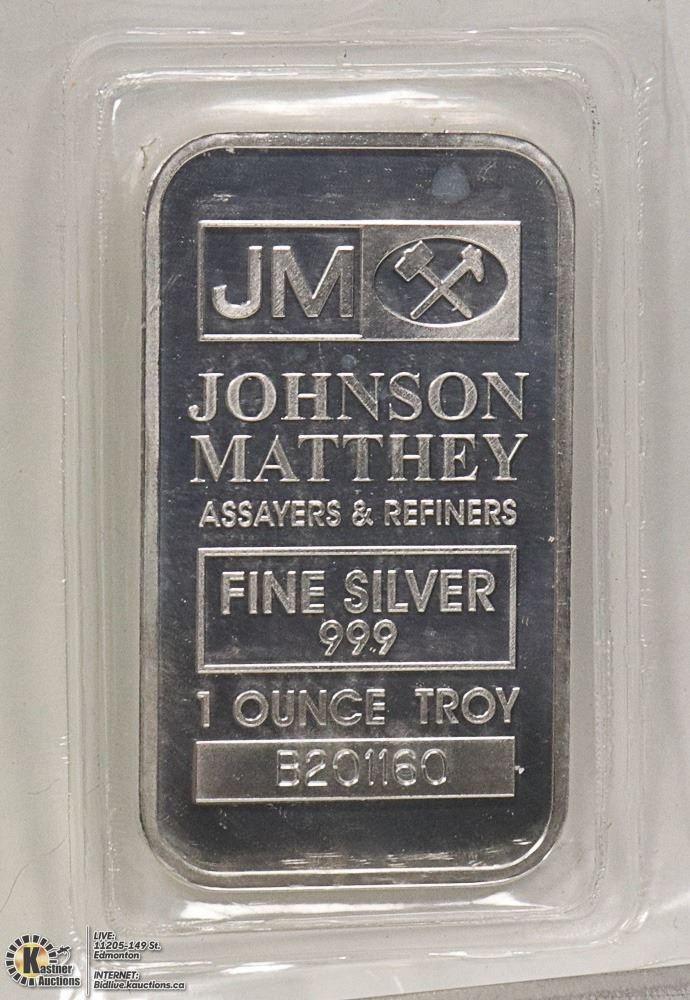 JM
JOHNSON
MATTHEY
ASSAYERS & REFINERS
FINE SILVER
999
1 OUNCE TROY
B201160
Kastner
Auctions
LIVE:
11205-149 St.
Edmonton
INTERNET:
Bidlive.kauctions.ca